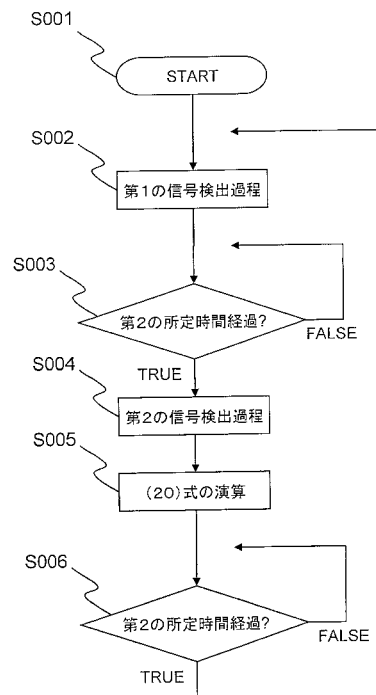 S001
START
S002
第1の信号検出過程
S003
第2の所定時間経過?
FALSE
TRUE
S004
第2の信号検出過程
S005
(20)式の演算
S006
第2の所定時間経過?
FALSE
TRUE